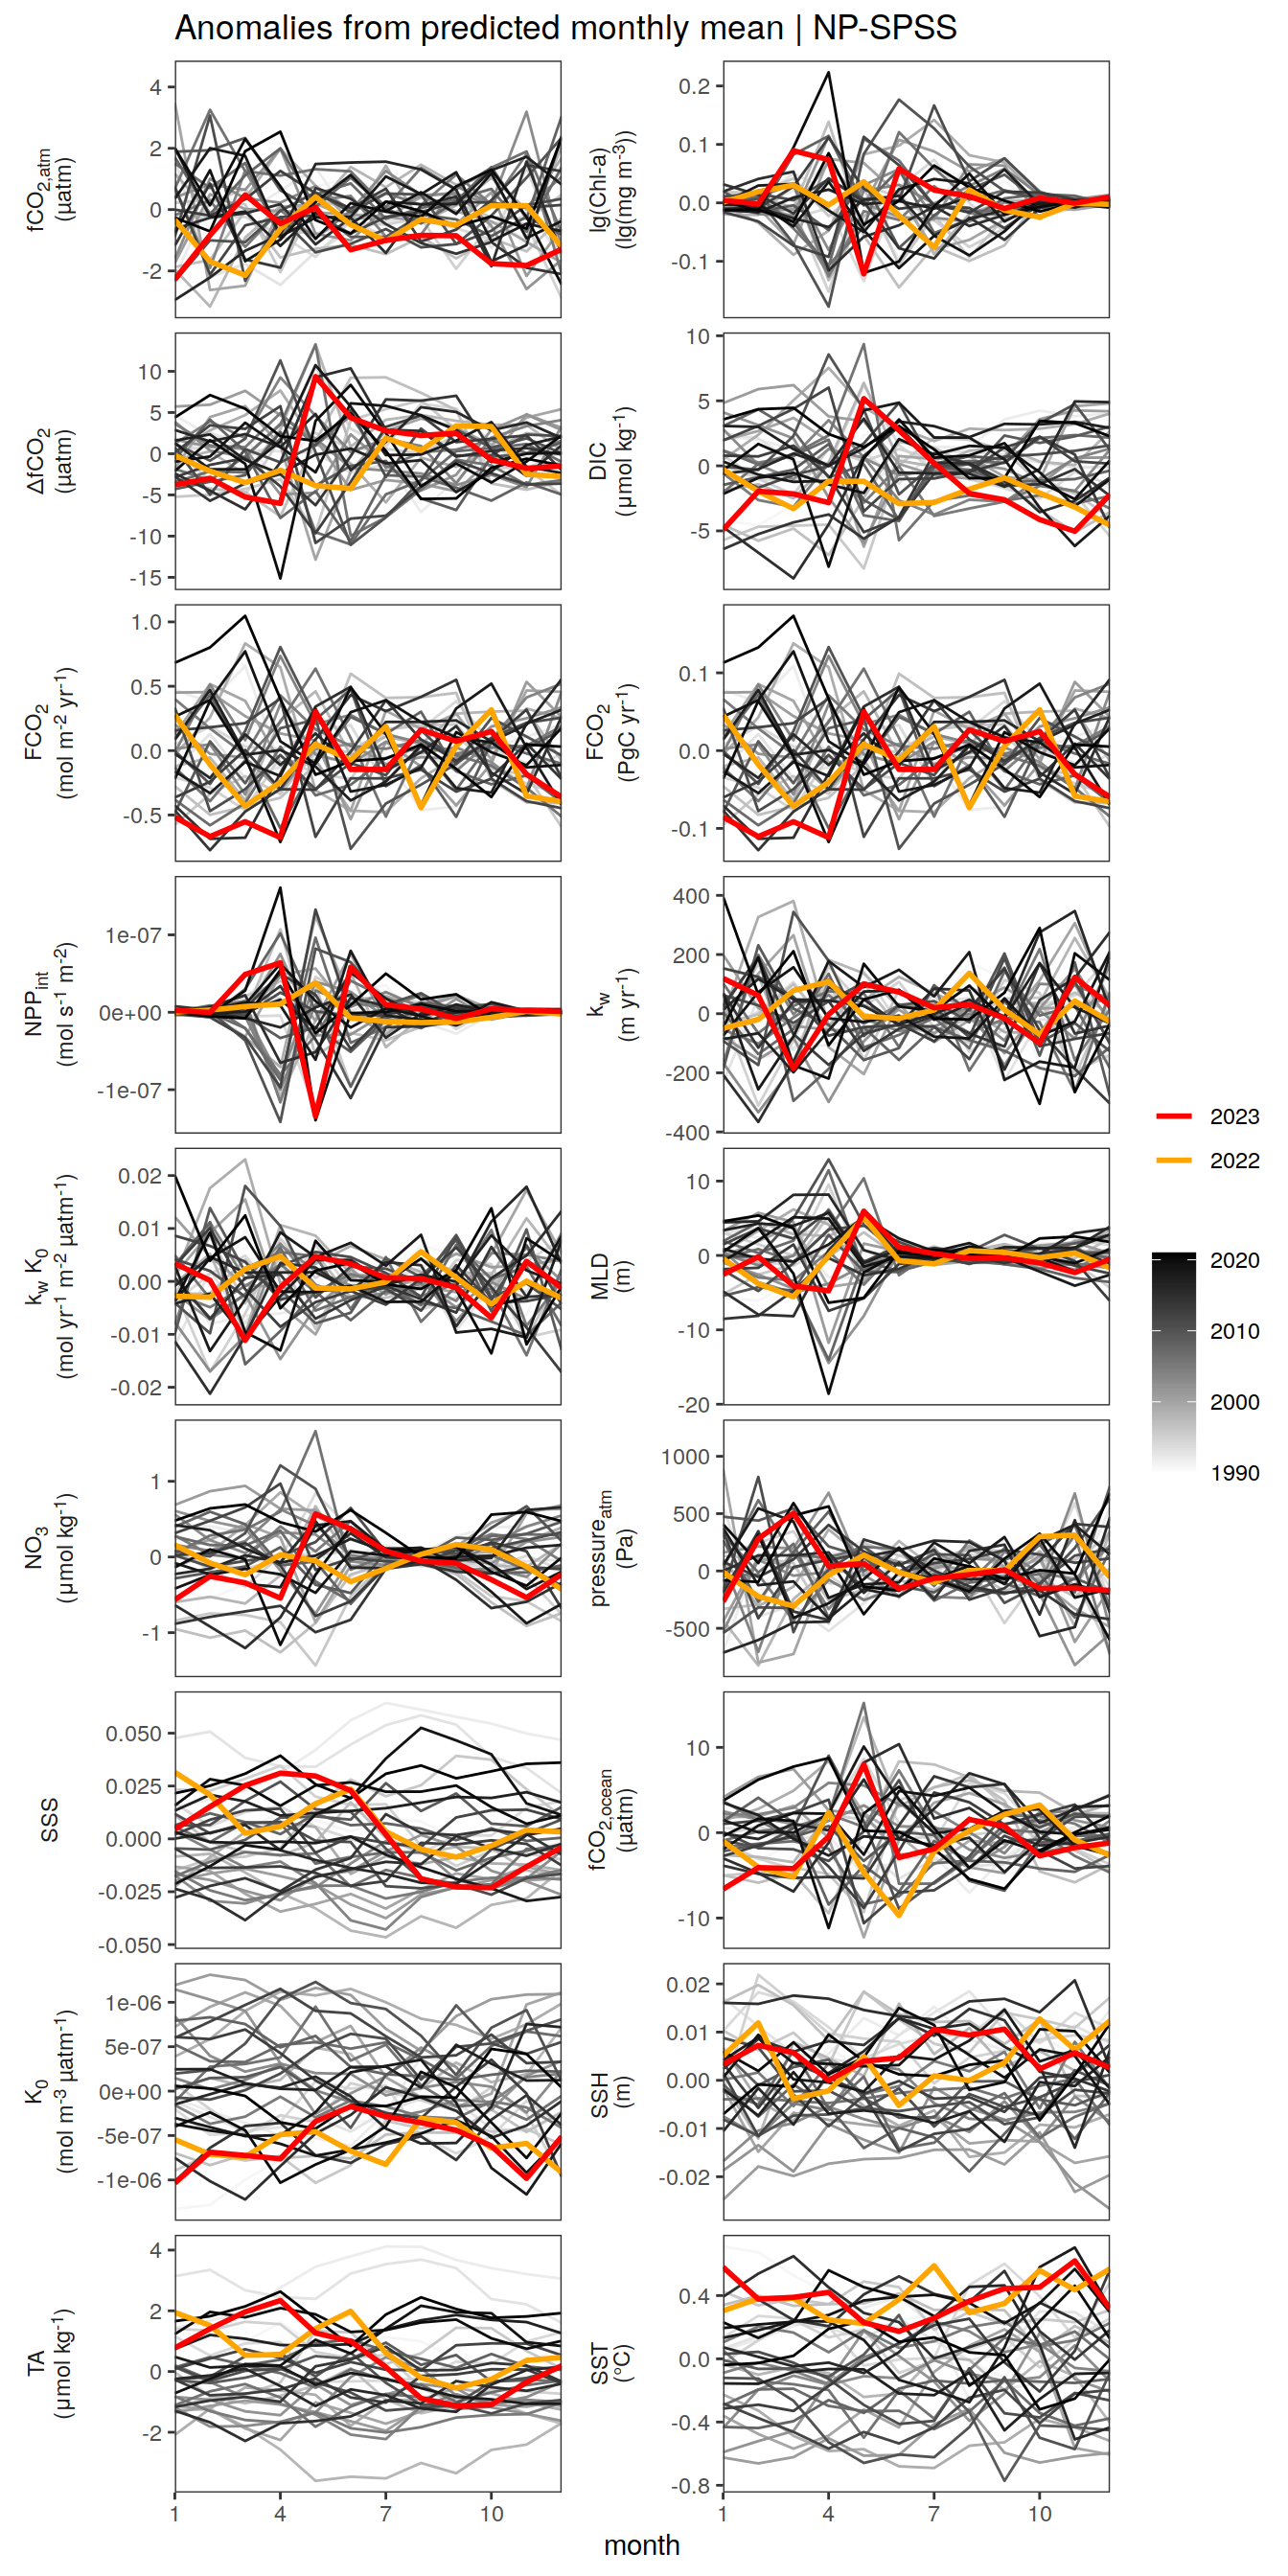 Anomalies from predicted monthly mean | NP-SPSS
fCO2,atm
(µatm)
4
2
0
-2
lg(Chl-a)
(lg(mg m-3))
0.2
0.1
0.0
-0.1
ΔfCO2
(µatm)
10
5
0
-5
-10
-15
DIC
(µmol kg-1)
10
5
0
-5
FCO2
(mol m-2 yr-1)
1.0
0.5
0.0
-0.5
FCO2
(PgC yr-1)
0.1
0.0
-0.1
NPPint
(mol s-1 m-2)
1e-07
0e+00
-1e-07
kw
(m yr-1)
400
200
0
-200
-400
kw K0
(mol yr-1 m-2 µatm-1)
0.02
0.01
0.00
-0.01
-0.02
MLD
(m)
10
0
-10
-20
NO3
(µmol kg-1)
1
0
-1
pressureatm
(Pa)
1000
500
0
-500
SSS
0.050
0.025
0.000
-0.025
-0.050
fCO2,ocean
(µatm)
10
0
-10
K0
(mol m-3 µatm-1)
1e-06
5e-07
0e+00
-5e-07
-1e-06
SSH
(m)
0.02
0.01
0.00
-0.01
-0.02
TA
(µmol kg-1)
4
2
0
-2
SST
(°C)
0.4
0.0
-0.4
-0.8
1 4 7 10
1 4 7 10
month
2023
2022
2020
2010
2000
1990